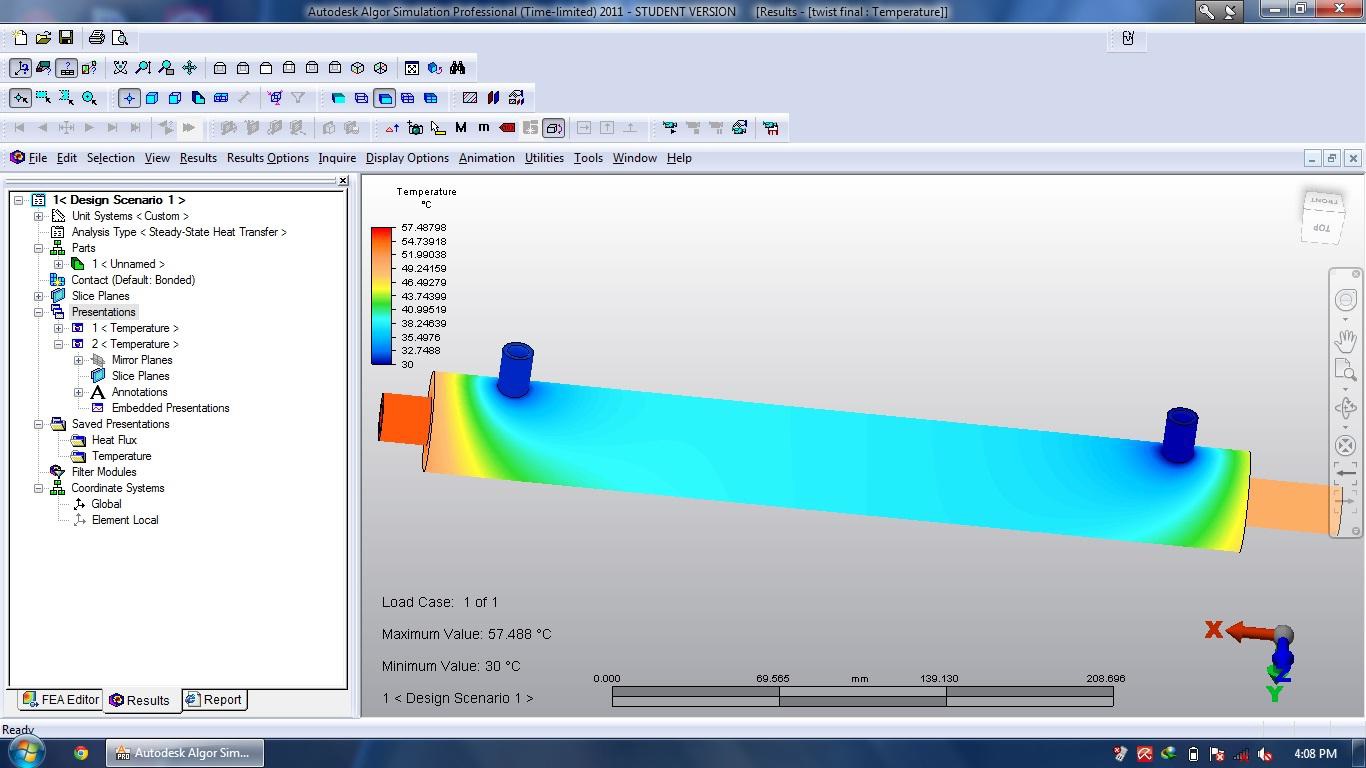 Autodesk Algor Simulation Professional (Time-limited) 2011 - STUDENT VERSION [Results - [twist final : Temperature]]
M m
File Edit Selection View Results Results Options Inquire Display Options Animation Utilities Tools Window Help
1< Design Scenario 1 >
Unit Systems < Custom >
Analysis Type < Steady-State Heat Transfer >
Parts
1 < Unnamed >
Contact (Default: Bonded)
Slice Planes
Presentations
1 < Temperature >
2 < Temperature >
Mirror Planes
Slice Planes
A Annotations
Embedded Presentations
Saved Presentations
Heat Flux
Temperature
Filter Modules
Coordinate Systems
Global
Element Local
FEA Editor Results Report
Temperature
°C
57.48798
54.73918
51.99038
49.24159
46.49279
43.74399
40.99519
38.24639
35.4976
32.7488
30
FRONT
TOP
Load Case: 1 of 1
Maximum Value: 57.488 °C
Minimum Value: 30 °C
1 < Design Scenario 1 >
0.000 69.565 mm 139.130 208.696
X
Z
Y
Ready
PRO Autodesk Algor Sim...
4:08 PM